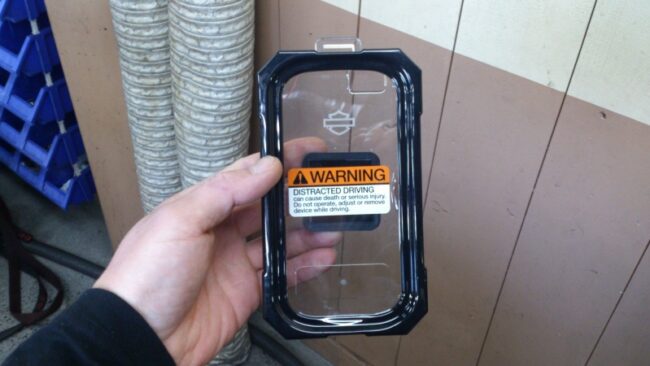 WARNING
DISTRACTED DRIVING
can cause death or serious injury.
Do not operate, adjust or remove
device while driving.